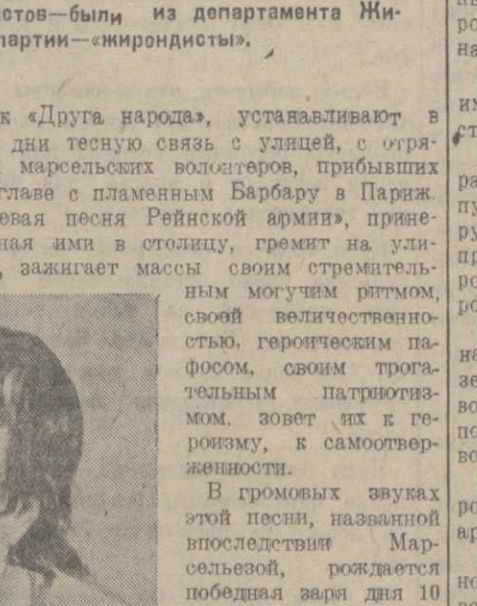 стов—были из департамента Жи-
партии—«жирондисты».
к «Друга народа», устанавливают в
дни тесную связь с улицей, с отря-
марсельских волонтеров, прибывших
главе с пламенным Барбару в Париж.
евая песня Рейнской армии», прине-
ная ими в столицу, гремит на ули-
, зажигает массы своим стремитель-
ным могучим ритмом,
своей величественно-
стью, героическим па-
фосом, своим трога-
тельным патриотиз-
мом, зовет их к ге-
роизму, к самоотвер-
женности.
В громовых звуках
этой песни, названной
впоследствии Мар-
сельезой, рождается
победная заря дня 10